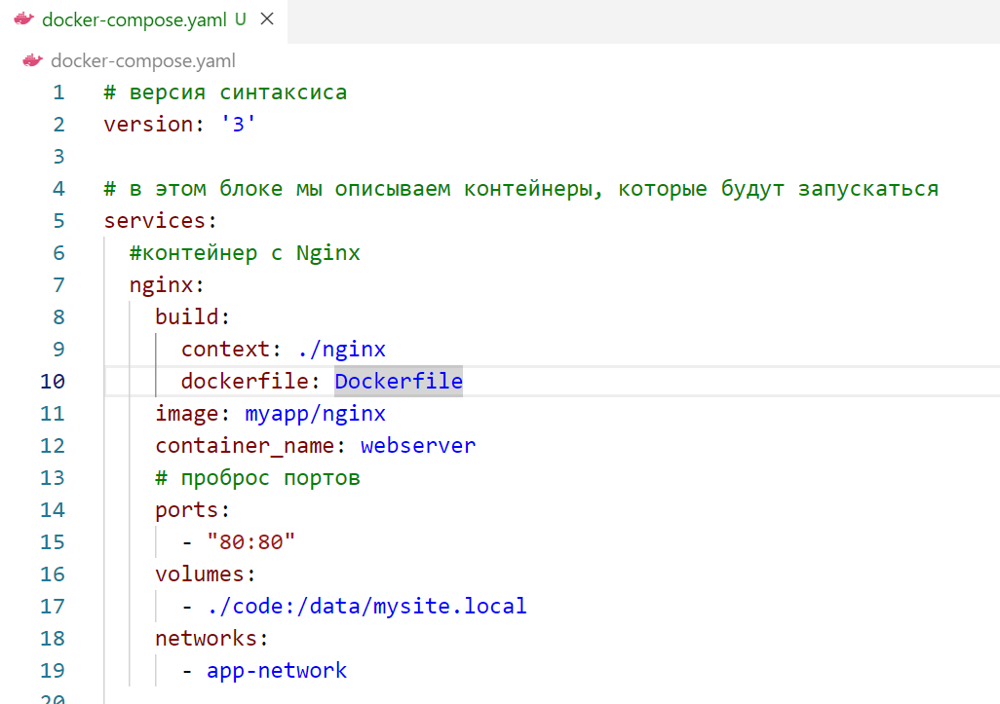 docker-compose.yaml U
docker-compose.yaml
1 # версия синтаксиса
2 version: '3'
3
4 # в этом блоке мы описываем контейнеры, которые будут запускаться
5 services:
6   #контейнер с Nginx
7   nginx:
8     build:
9       context: ./nginx
10       dockerfile: Dockerfile
11     image: myapp/nginx
12     container_name: webserver
13     # проброс портов
14     ports:
15       - "80:80"
16     volumes:
17       - ./code:/data/mysite.local
18     networks:
19       - app-network
20